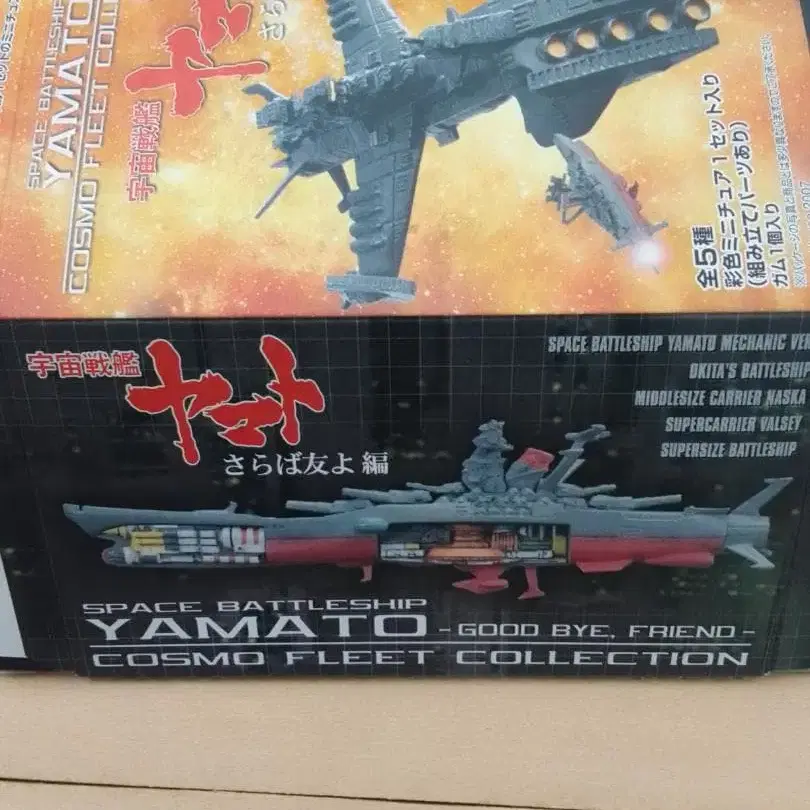 SPACE BATTLESHIP
YAMATO
COSMO FLEET COLL
宇宙戦艦
ヤマ
さら
全5種
彩色ミニチュア1セット入り
(組み立てパーツあり)
ガム1個入り
2007
宇宙戦艦
ヤマト
さらば友よ編
SPACE BATTLESHIP YAMATO MECHANIC VER
OKITA'S BATTLESHIP
MIDDLESIZE CARRIER NASKA
SUPERCARRIER VALSEY
SUPERSIZE BATTLESHIP
SPACE BATTLESHIP
YAMATO - GOOD BYE, FRIEND -
COSMO FLEET COLLECTION